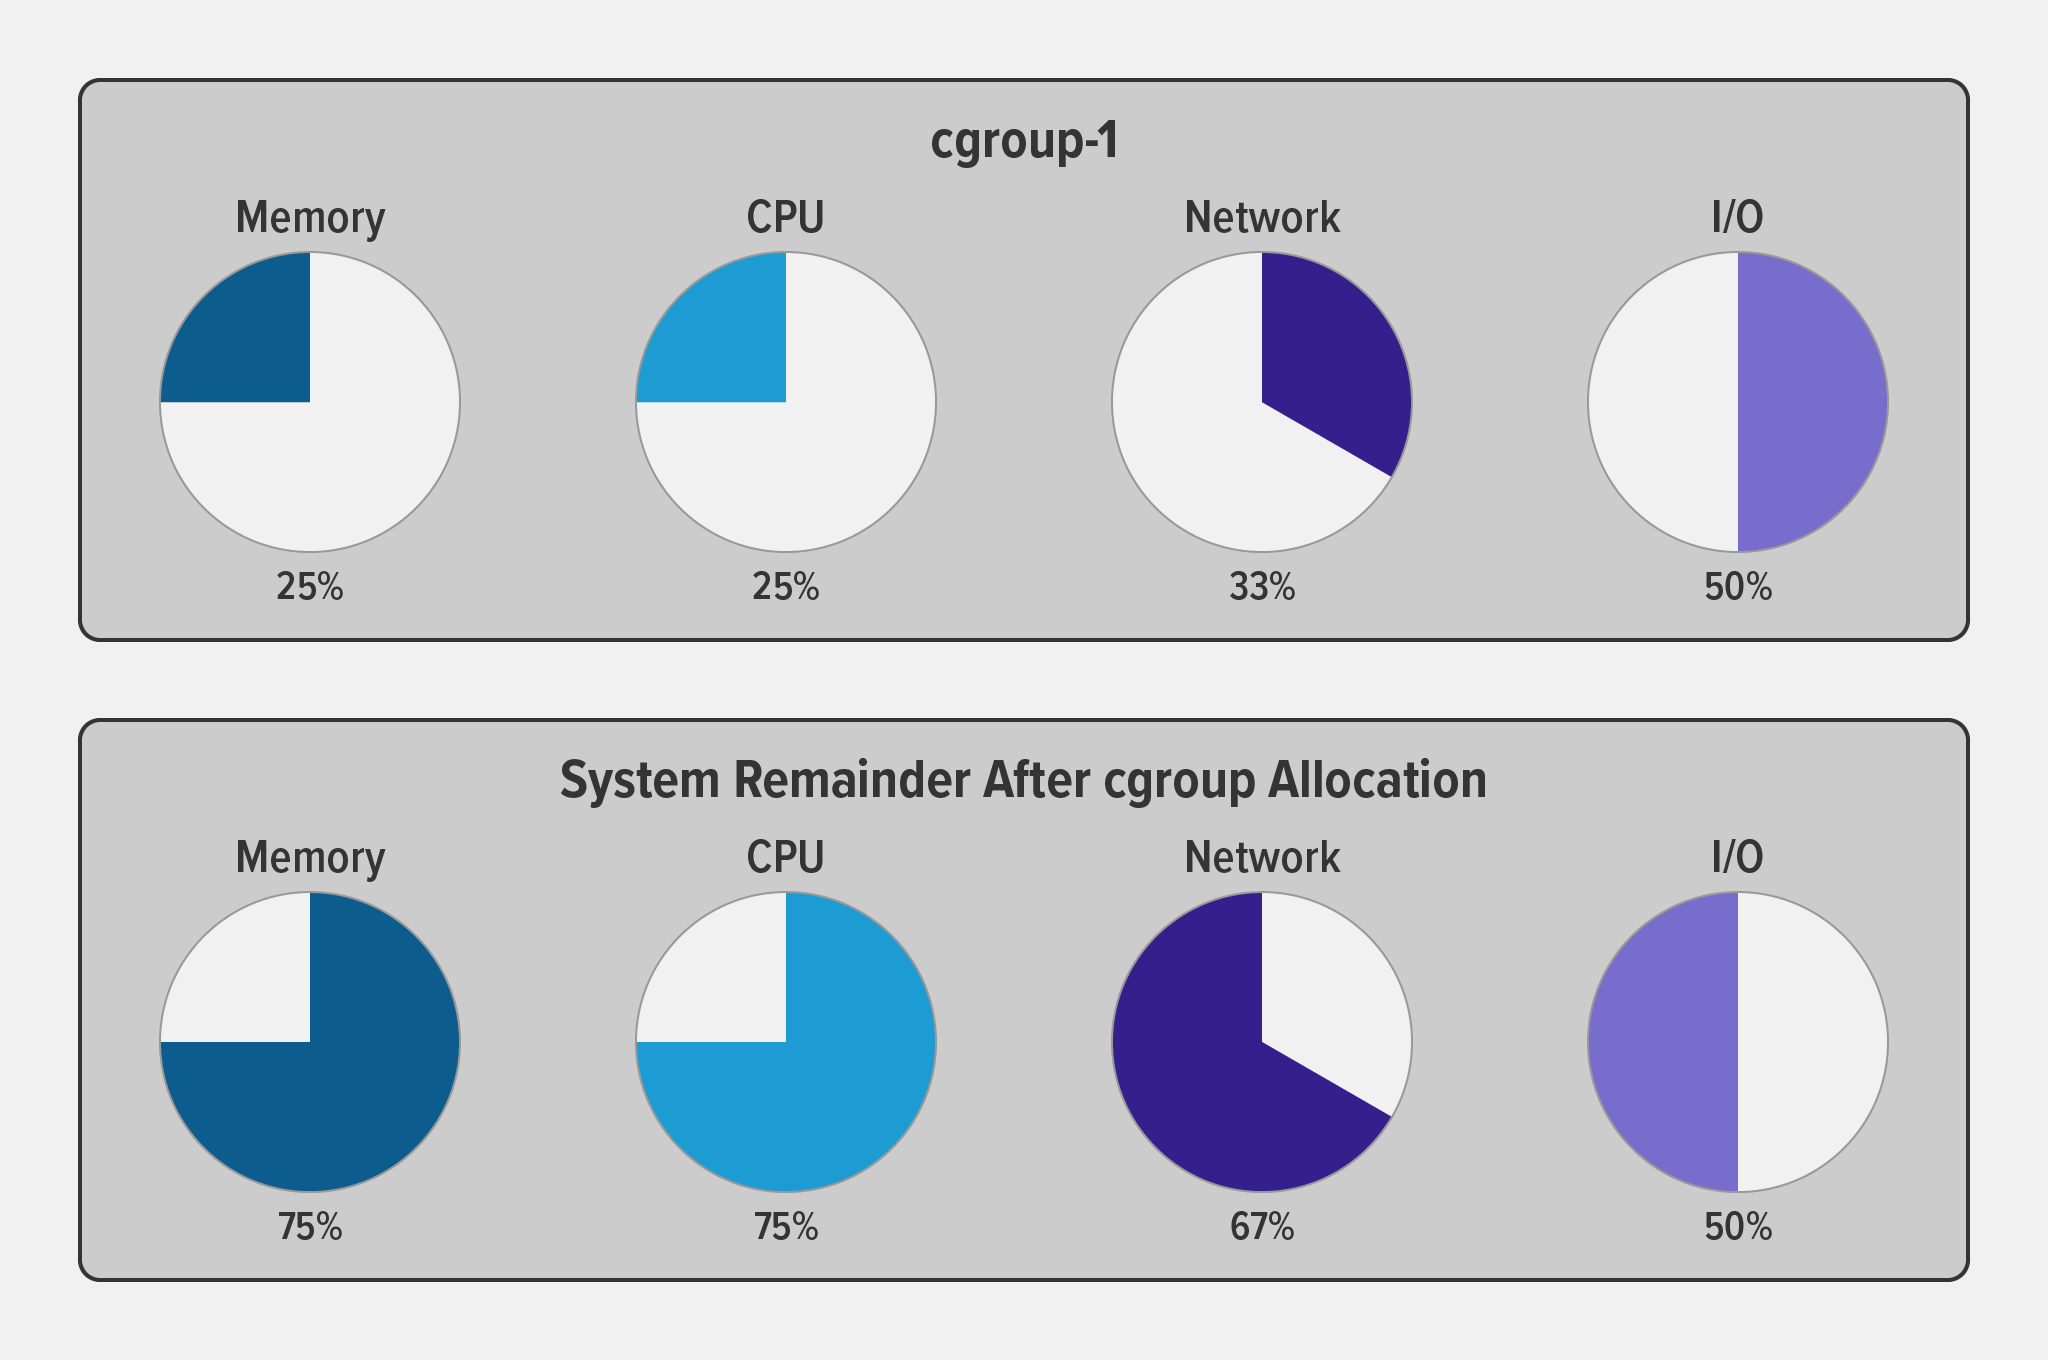 cgroup-1
Memory
CPU
Network
I/O
25%
25%
33%
50%
System Remainder After cgroup Allocation
Memory
CPU
Network
I/O
75%
75%
67%
50%